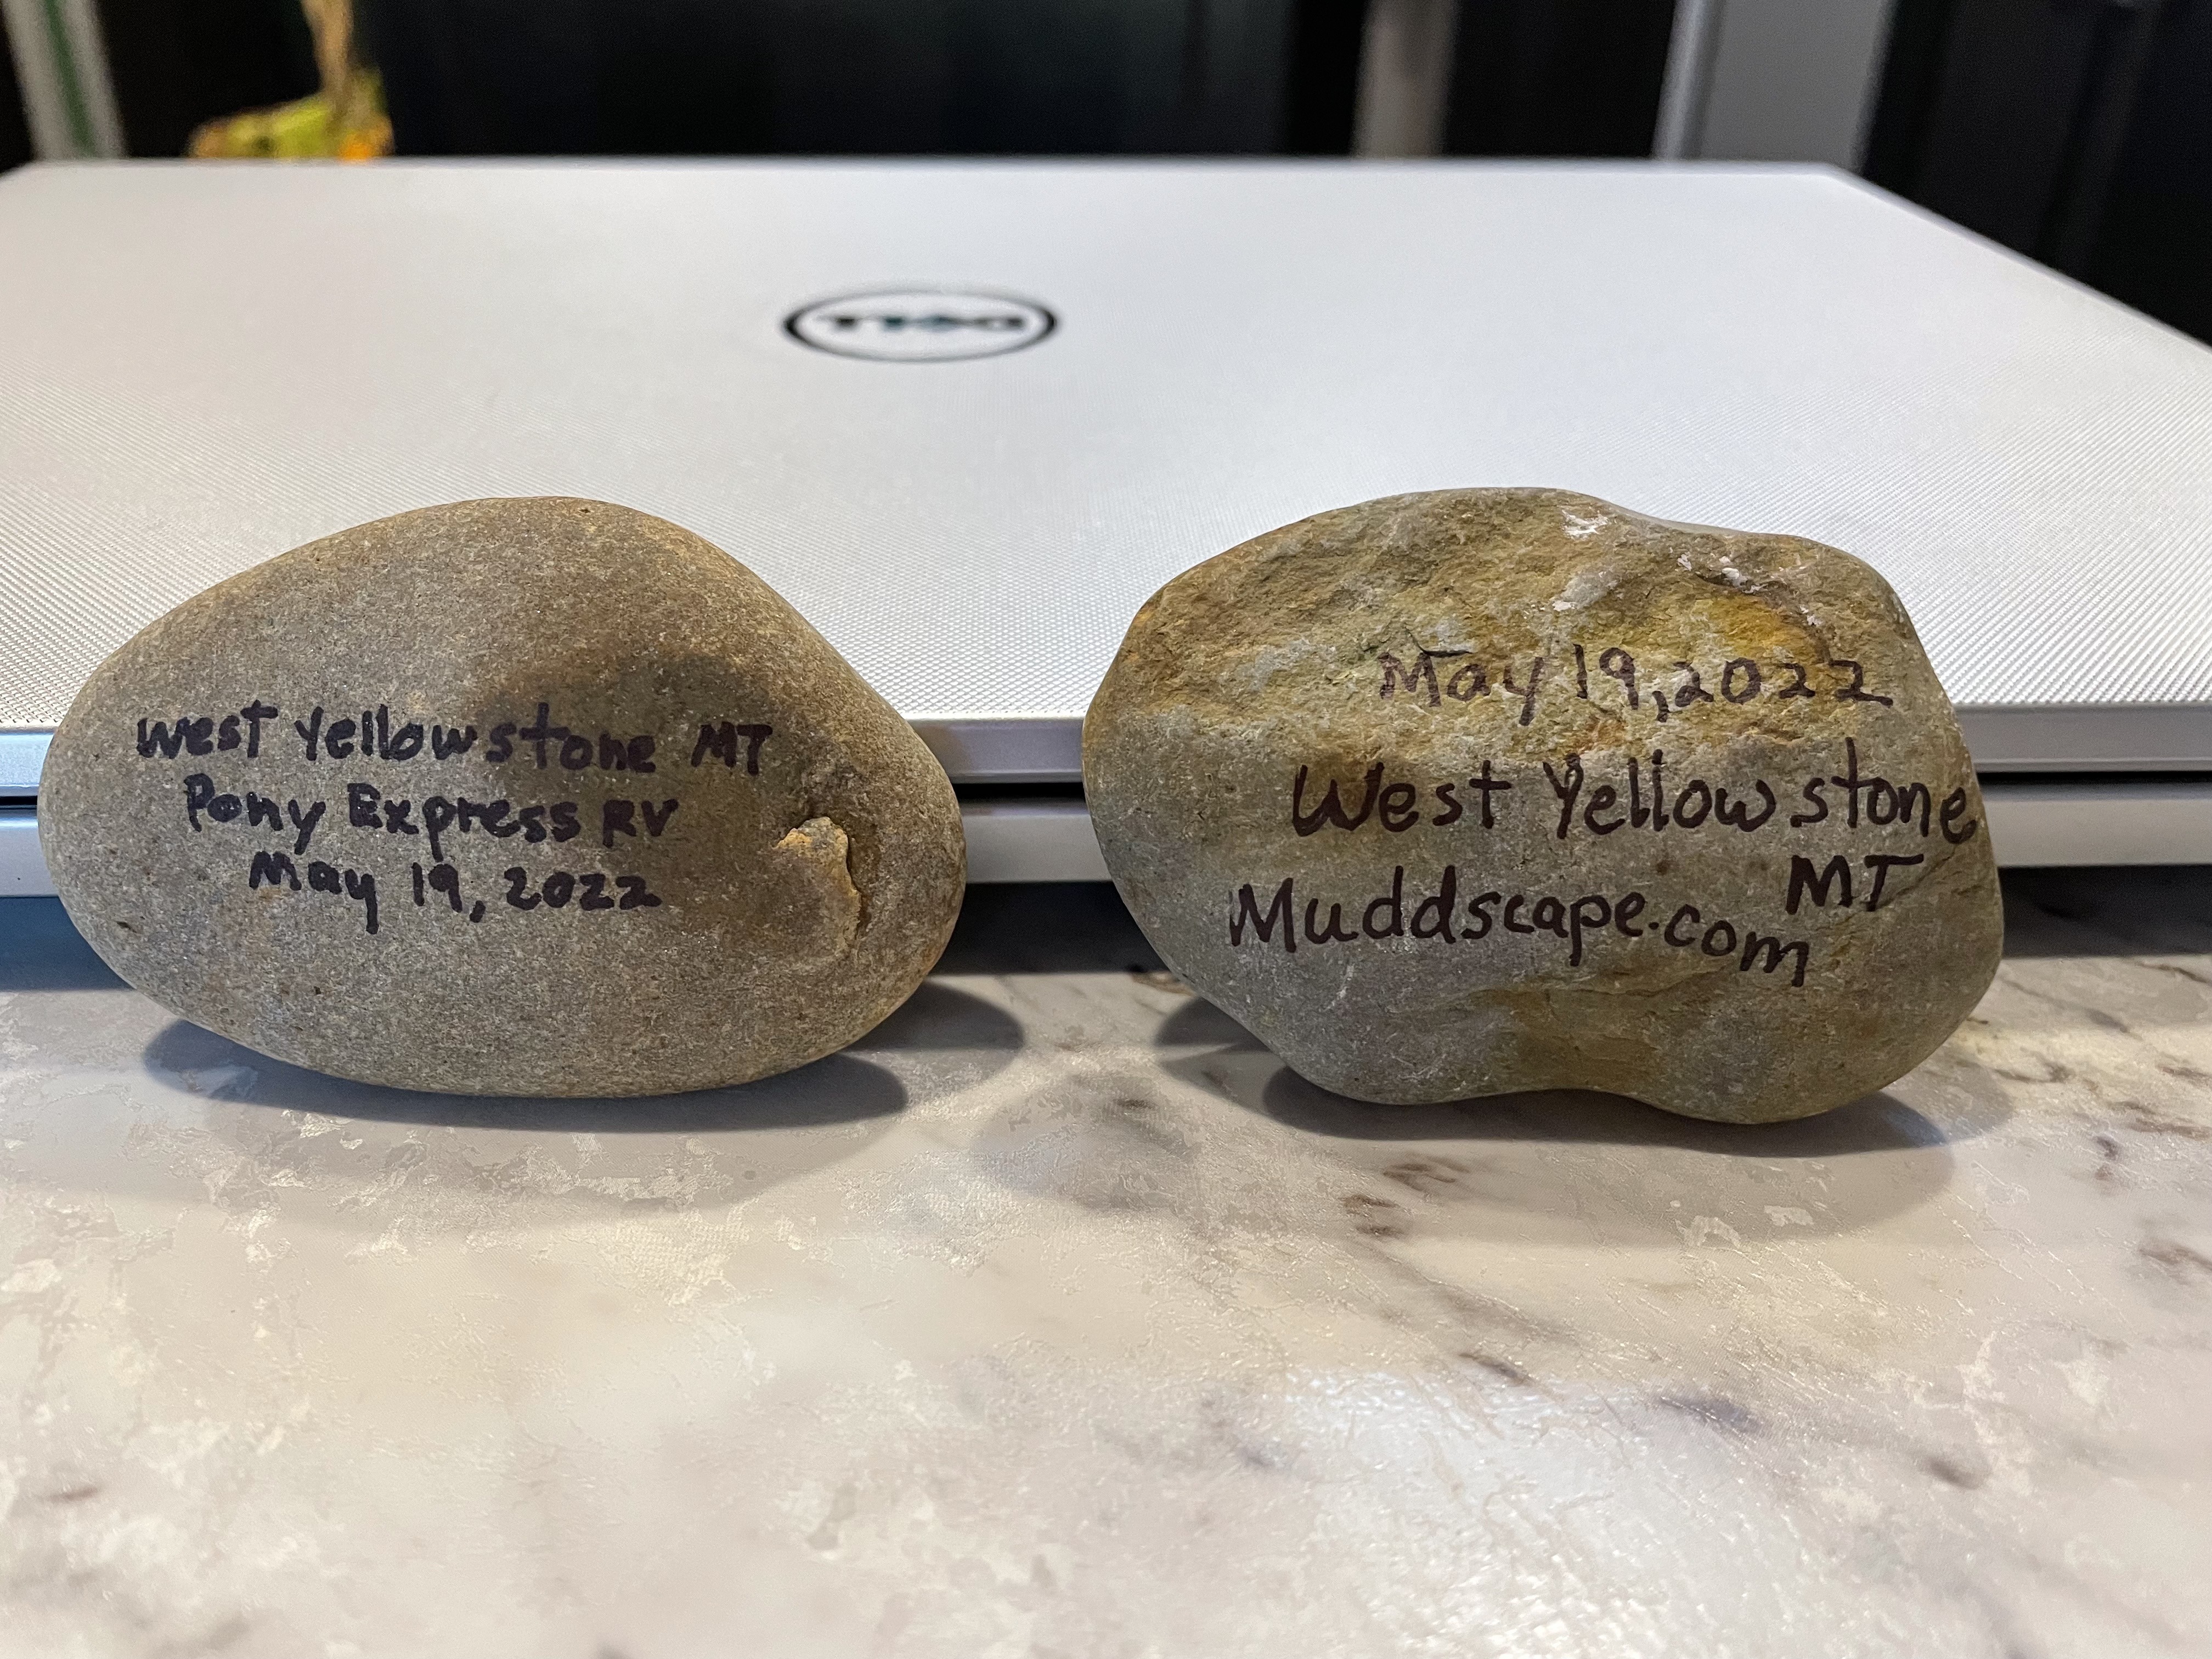 DELL
West Yellowstone MT
Pony Express RV
May 19, 2022
May 19, 2022
West Yellowstone
MT
Muddscape.com